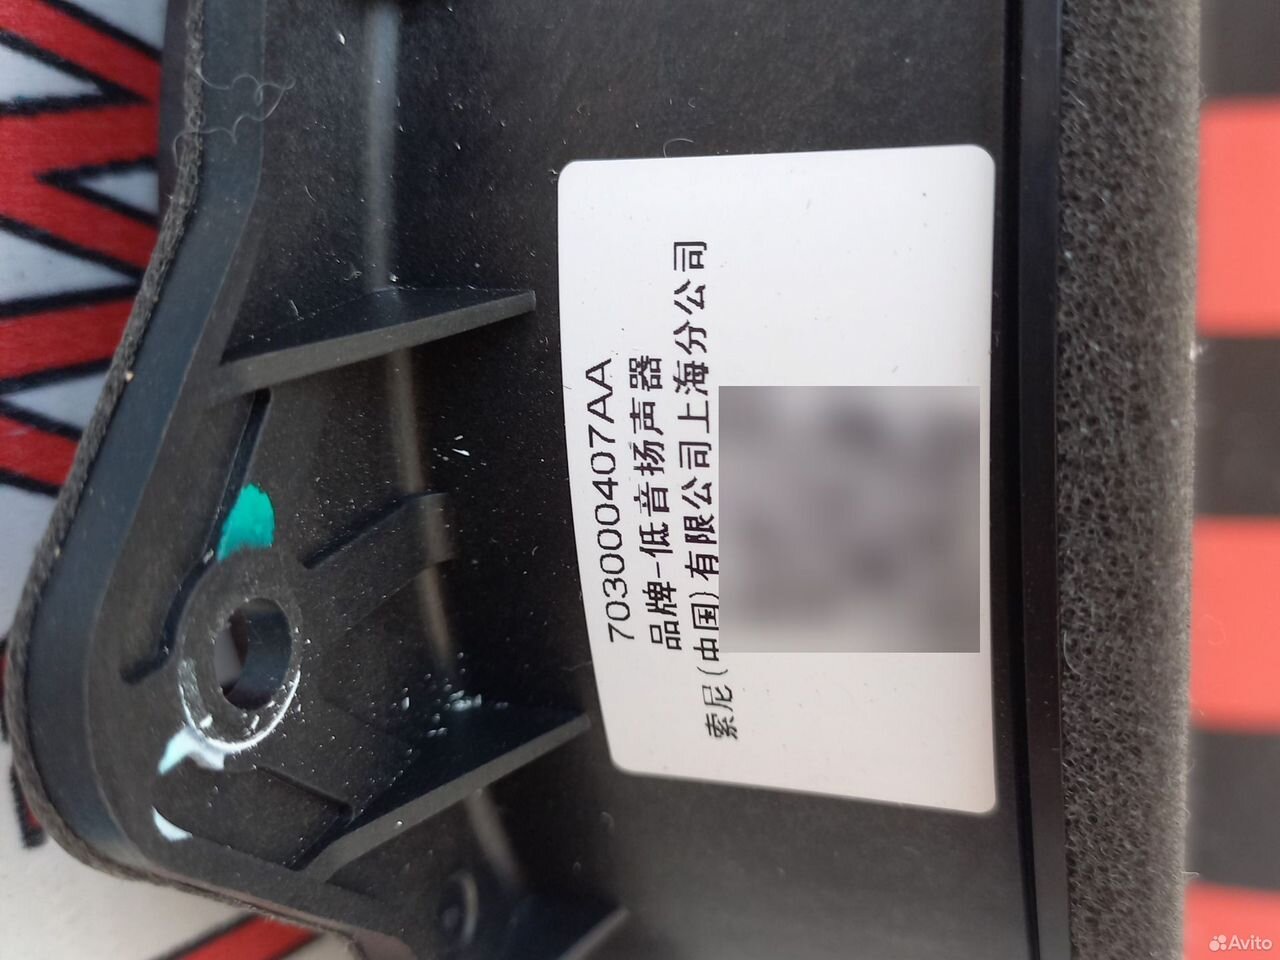 703000407AA
品牌-低音扬声器
索尼(中国)有限公司上海分公司
Avito